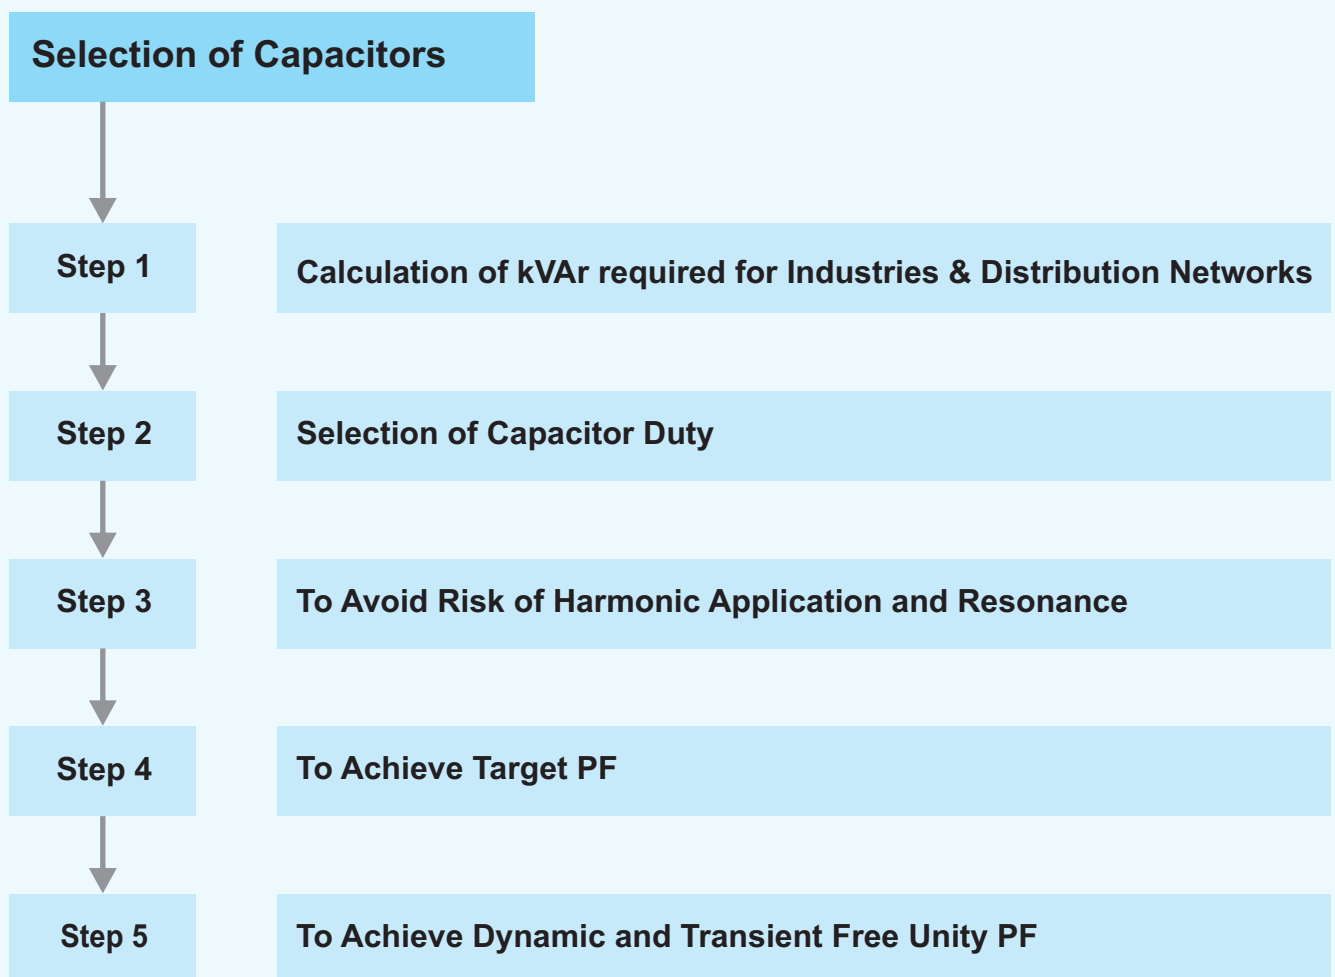 Selection of Capacitors
Step 1
Calculation of kVAr required for Industries & Distribution Networks
Step 2
Selection of Capacitor Duty
Step 3
To Avoid Risk of Harmonic Application and Resonance
Step 4
To Achieve Target PF
Step 5
To Achieve Dynamic and Transient Free Unity PF